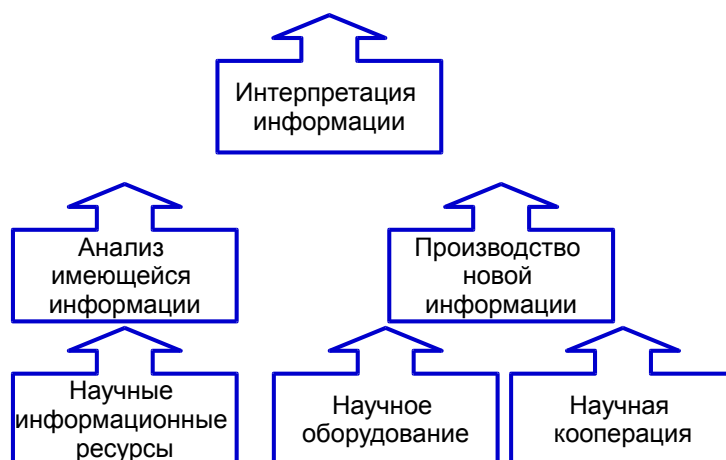 Интерпретация
информации
Анализ
имеющейся
информации
Производство
новой
информации
Научные
информационные
ресурсы
Научное
оборудование
Научная
кооперация